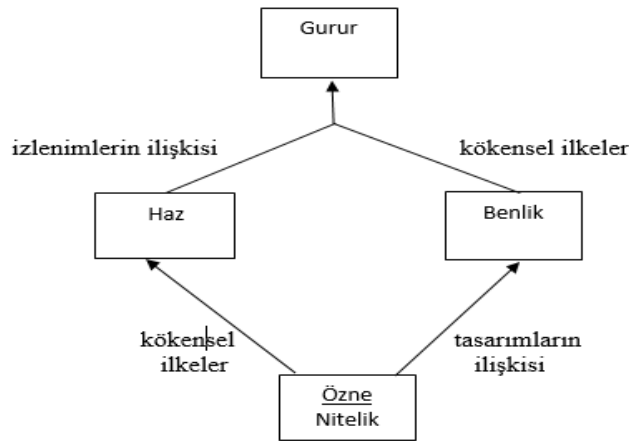 Gurur
izlenimlerin ilişkisi
kökensel ilkeler
Haz
Benlik
kökensel
ilkeler
tasarımların
ilişkisi
Özne
Nitelik